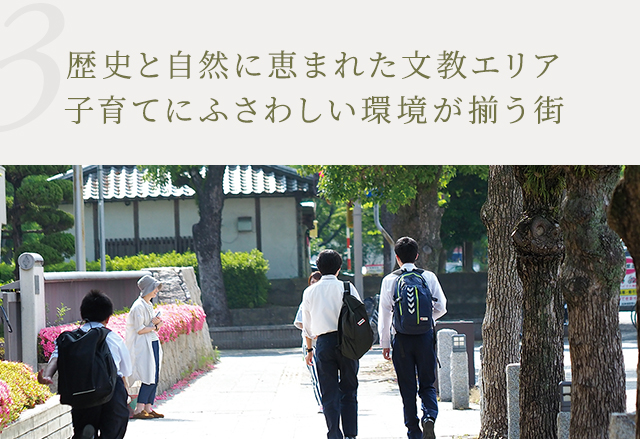 3
歴史と自然に恵まれた文教エリア
子育てにふさわしい環境が揃う街